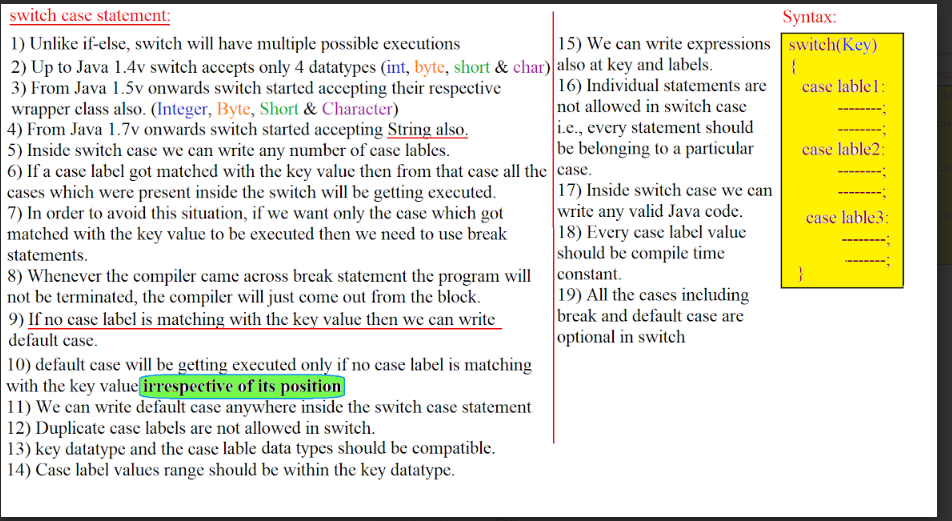 switch case statement:
1) Unlike if-else, switch will have multiple possible executions
2) Up to Java 1.4v switch accepts only 4 datatypes (int, byte, short & char)
3) From Java 1.5v onwards switch started accepting their respective
wrapper class also. (Integer, Byte, Short & Character)
4) From Java 1.7v onwards switch started accepting String also.
5) Inside switch case we can write any number of case lables.
6) If a case label got matched with the key value then from that case all the
cases which were present inside the switch will be getting executed.
7) In order to avoid this situation, if we want only the case which got
matched with the key value to be executed then we need to use break
statements.
8) Whenever the compiler came across break statement the program will
not be terminated, the compiler will just come out from the block.
9) If no case label is matching with the key value then we can write
default case.
10) default case will be getting executed only if no case label is matching
with the key value irrespective of its position
11) We can write default case anywhere inside the switch case statement
12) Duplicate case labels are not allowed in switch.
13) key datatype and the case lable data types should be compatible.
14) Case label values range should be within the key datatype.
15) We can write expressions
also at key and labels.
16) Individual statements are
not allowed in switch case
i.e., every statement should
be belonging to a particular
case.
17) Inside switch case we can
write any valid Java code.
18) Every case label value
should be compile time
constant.
19) All the cases including
break and default case are
optional in switch
Syntax:
switch(Key)
{
case lable1:
--------;
--------;
case lable2:
--------;
--------;
case lable3:
--------;
--------;
}